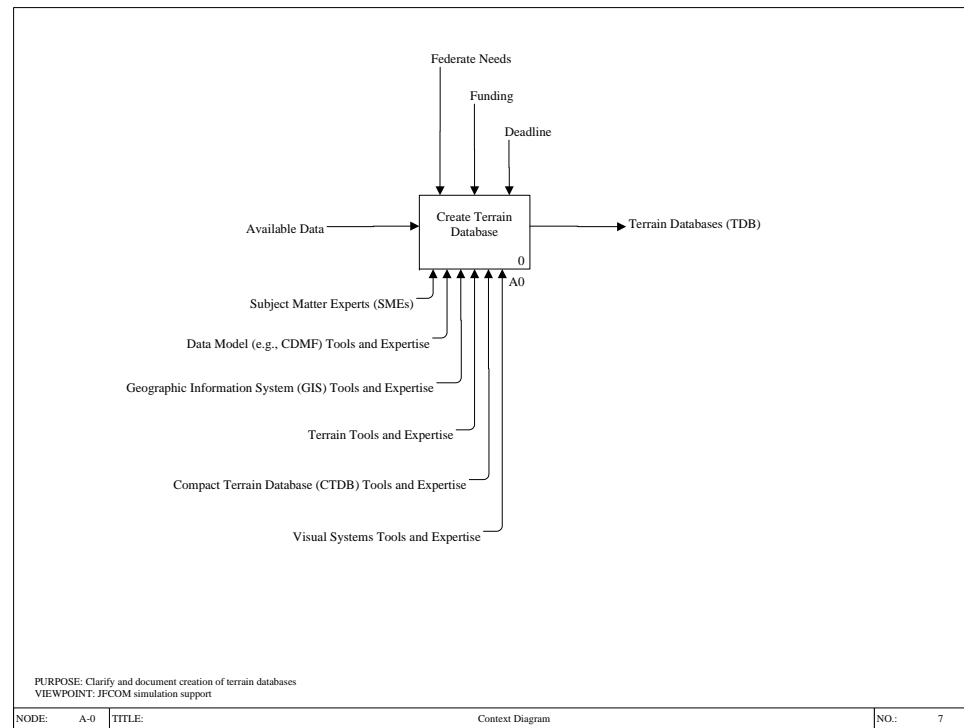 Federate Needs
Funding
Deadline
Create Terrain
Database
0
A0
Available Data
Terrain Databases (TDB)
Subject Matter Experts (SMEs)
Data Model (e.g., CDMF) Tools and Expertise
Geographic Information System (GIS) Tools and Expertise
Terrain Tools and Expertise
Compact Terrain Database (CTDB) Tools and Expertise
Visual Systems Tools and Expertise
PURPOSE: Clarify and document creation of terrain databases
VIEWPOINT: JFCOM simulation support
NODE: A-0 TITLE: Context Diagram NO.: 7